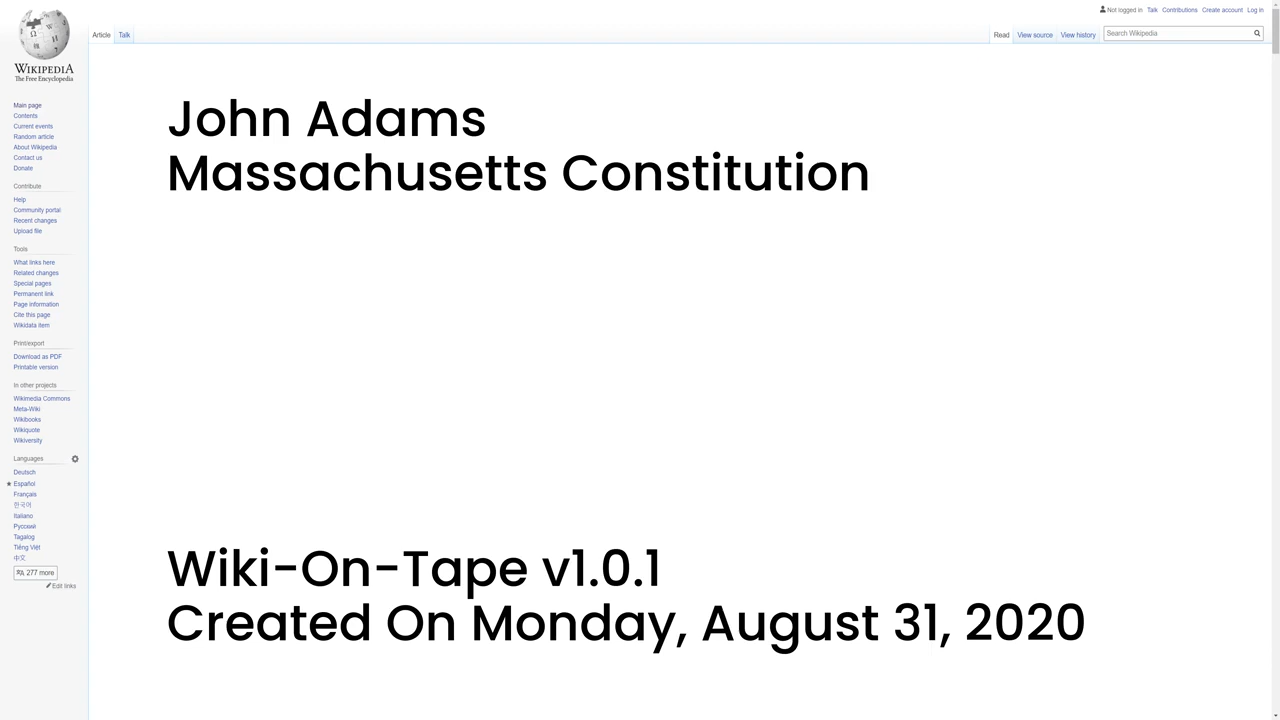 Not logged in Talk Contributions Create account Log in
Article Talk Read View source View history Search Wikipedia
WIKIPEDIA
The Free Encyclopedia
Main page
Contents
Current events
Random article
About Wikipedia
Contact us
Donate
Contribute
Help
Community portal
Recent changes
Upload file
Tools
What links here
Related changes
Special pages
Permanent link
Page information
Cite this page
Wikidata item
Print/export
Download as PDF
Printable version
In other projects
Wikimedia Commons
Meta-Wiki
Wikibooks
Wikiquote
Wikiversity
Languages
Deutsch
Español
Français
한국어
Italiano
Русский
Tagalog
Tiếng Việt
中文
277 more
Edit links
John Adams
Massachusetts Constitution
Wiki-On-Tape v1.0.1
Created On Monday, August 31, 2020